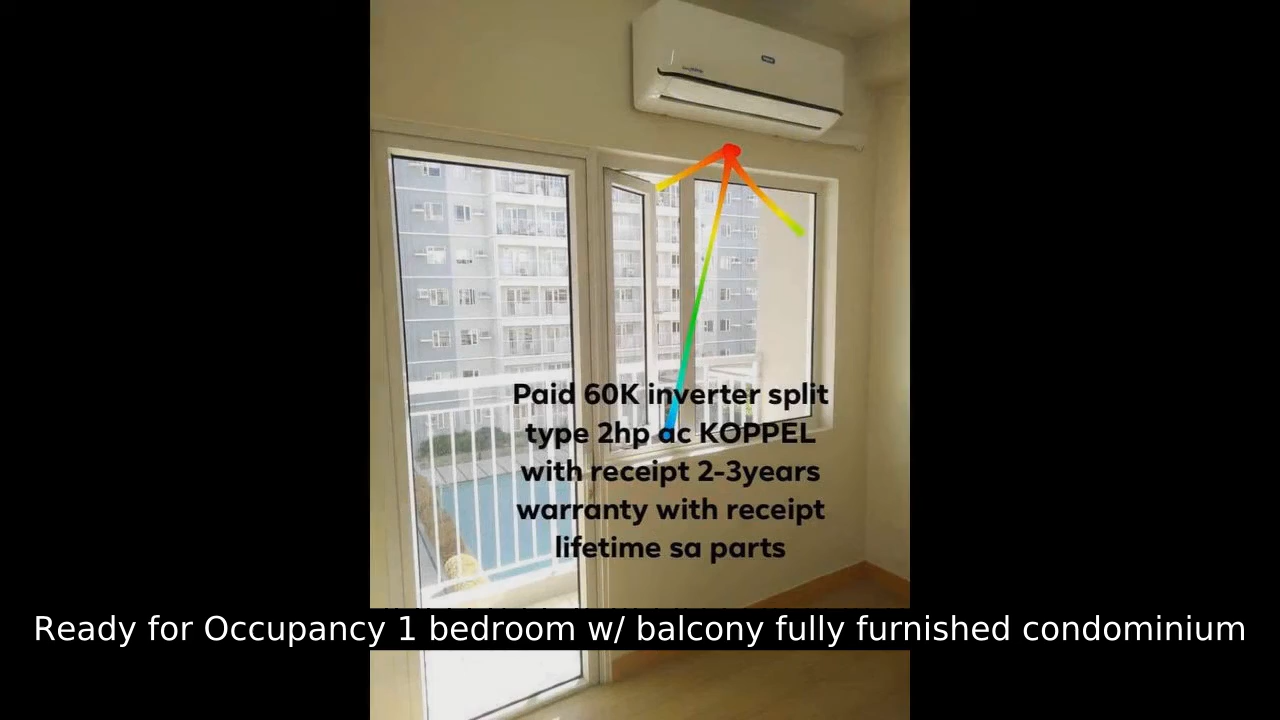 Paid 60K inverter split
type 2hp ac KOPPEL
with receipt 2-3years
warranty with receipt
lifetime sa parts
Ready for Occupancy 1 bedroom w/ balcony fully furnished condominium